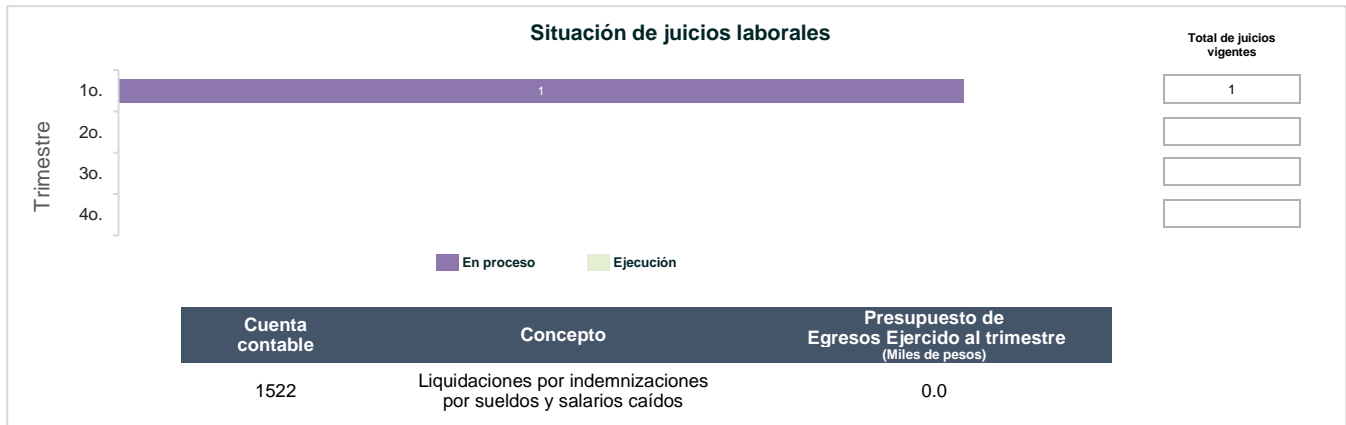 Situación de juicios laborales
Total de juicios
vigentes
Trimestre
1o.
1
1
2o.
3o.
4o.
En proceso
Ejecución
Cuenta
contable
Concepto
Presupuesto de
Egresos Ejercido al trimestre
(Miles de pesos)
1522
Liquidaciones por indemnizaciones
por sueldos y salarios caídos
0.0